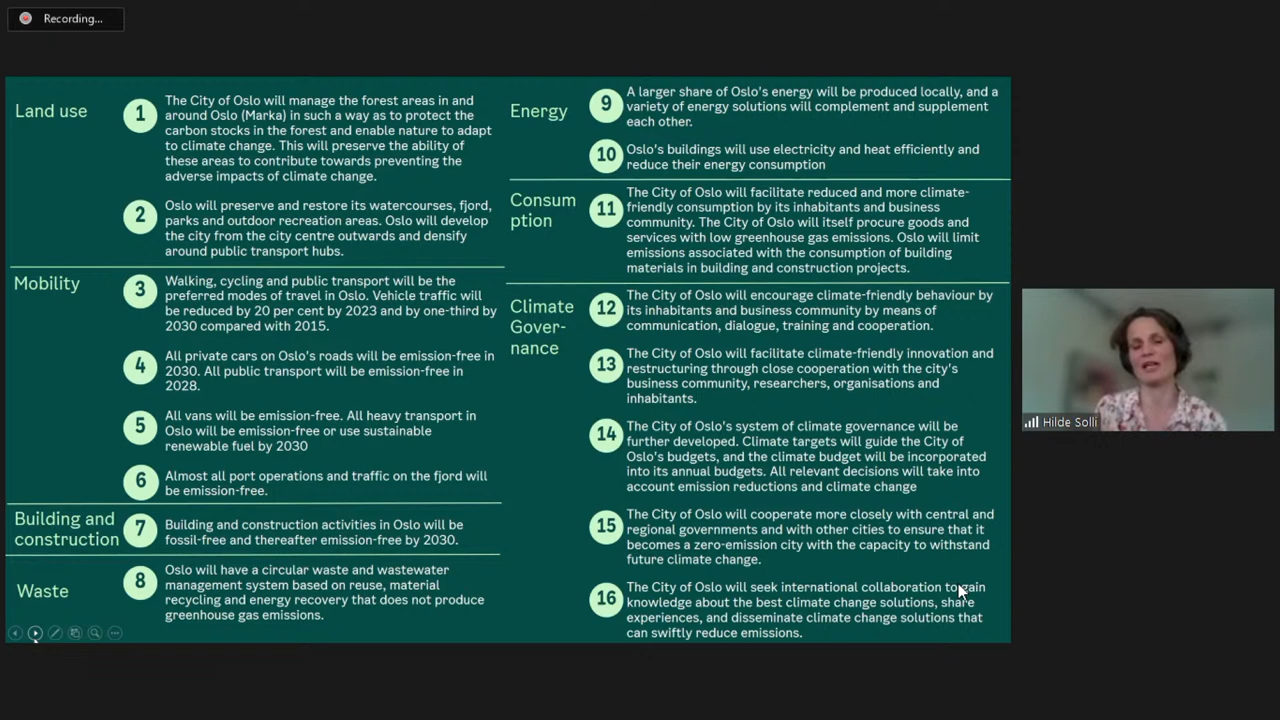 Recording...
Land use
1
The City of Oslo will manage the forest areas in and
around Oslo (Marka) in such a way as to protect the
carbon stocks in the forest and enable nature to adapt
to climate change. This will preserve the ability of
these areas to contribute towards preventing the
adverse impacts of climate change.
2
Oslo will preserve and restore its watercourses, fjord,
parks and outdoor recreation areas. Oslo will develop
the city from the city centre outwards and densify
around public transport hubs.
Mobility
3
Walking, cycling and public transport will be the
preferred modes of travel in Oslo. Vehicle traffic will
be reduced by 20 per cent by 2023 and by one-third by
2030 compared with 2015.
4
All private cars on Oslo's roads will be emission-free in
2030. All public transport will be emission-free in
2028.
5
All vans will be emission-free. All heavy transport in
Oslo will be emission-free or use sustainable
renewable fuel by 2030
6
Almost all port operations and traffic on the fjord will
be emission-free.
Building and
construction
7
Building and construction activities in Oslo will be
fossil-free and thereafter emission-free by 2030.
Waste
8
Oslo will have a circular waste and wastewater
management system based on reuse, material
recycling and energy recovery that does not produce
greenhouse gas emissions.
Energy
9
A larger share of Oslo's energy will be produced locally, and a
variety of energy solutions will complement and supplement
each other.
10
Oslo's buildings will use electricity and heat efficiently and
reduce their energy consumption
Consum
ption
11
The City of Oslo will facilitate reduced and more climate-
friendly consumption by its inhabitants and business
community. The City of Oslo will itself procure goods and
services with low greenhouse gas emissions. Oslo will limit
emissions associated with the consumption of building
materials in building and construction projects.
Climate
Gover-
nance
12
The City of Oslo will encourage climate-friendly behaviour by
its inhabitants and business community by means of
communication, dialogue, training and cooperation.
13
The City of Oslo will facilitate climate-friendly innovation and
restructuring through close cooperation with the city's
business community, researchers, organisations and
inhabitants.
14
The City of Oslo's system of climate governance will be
further developed. Climate targets will guide the City of
Oslo's budgets, and the climate budget will be incorporated
into its annual budgets. All relevant decisions will take into
account emission reductions and climate change
15
The City of Oslo will cooperate more closely with central and
regional governments and with other cities to ensure that it
becomes a zero-emission city with the capacity to withstand
future climate change.
16
The City of Oslo will seek international collaboration to gain
knowledge about the best climate change solutions, share
experiences, and disseminate climate change solutions that
can swiftly reduce emissions.
Hilde Solli